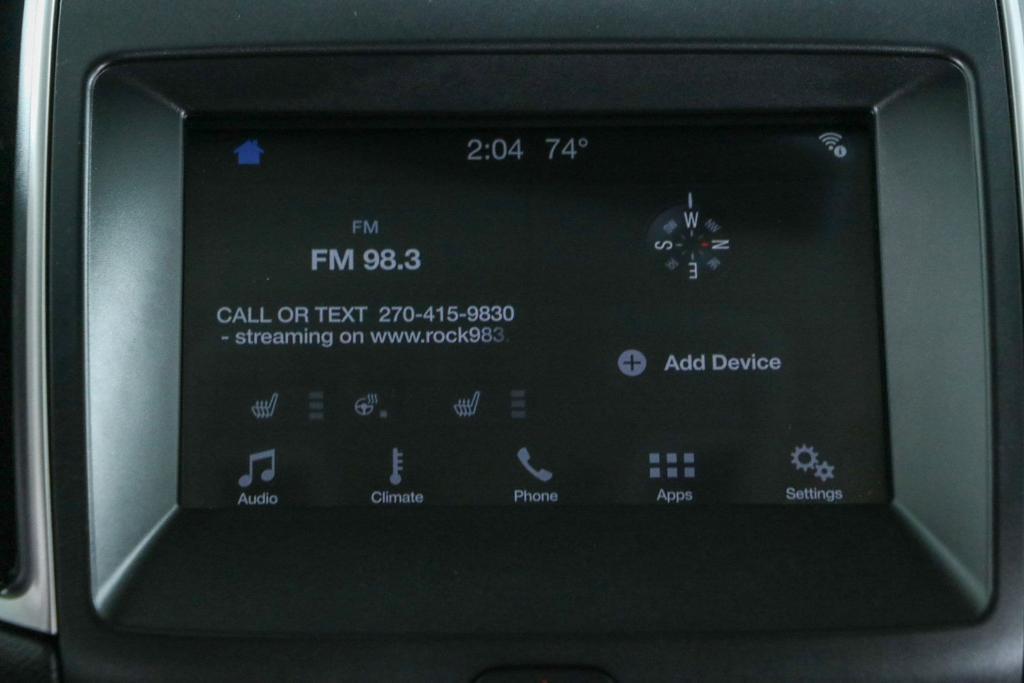 2:04 74°
FM
FM 98.3
CALL OR TEXT 270-415-9830
- streaming on www.rock983.
W
NW
S
N
E
Add Device
Audio
Climate
Phone
Apps
Settings